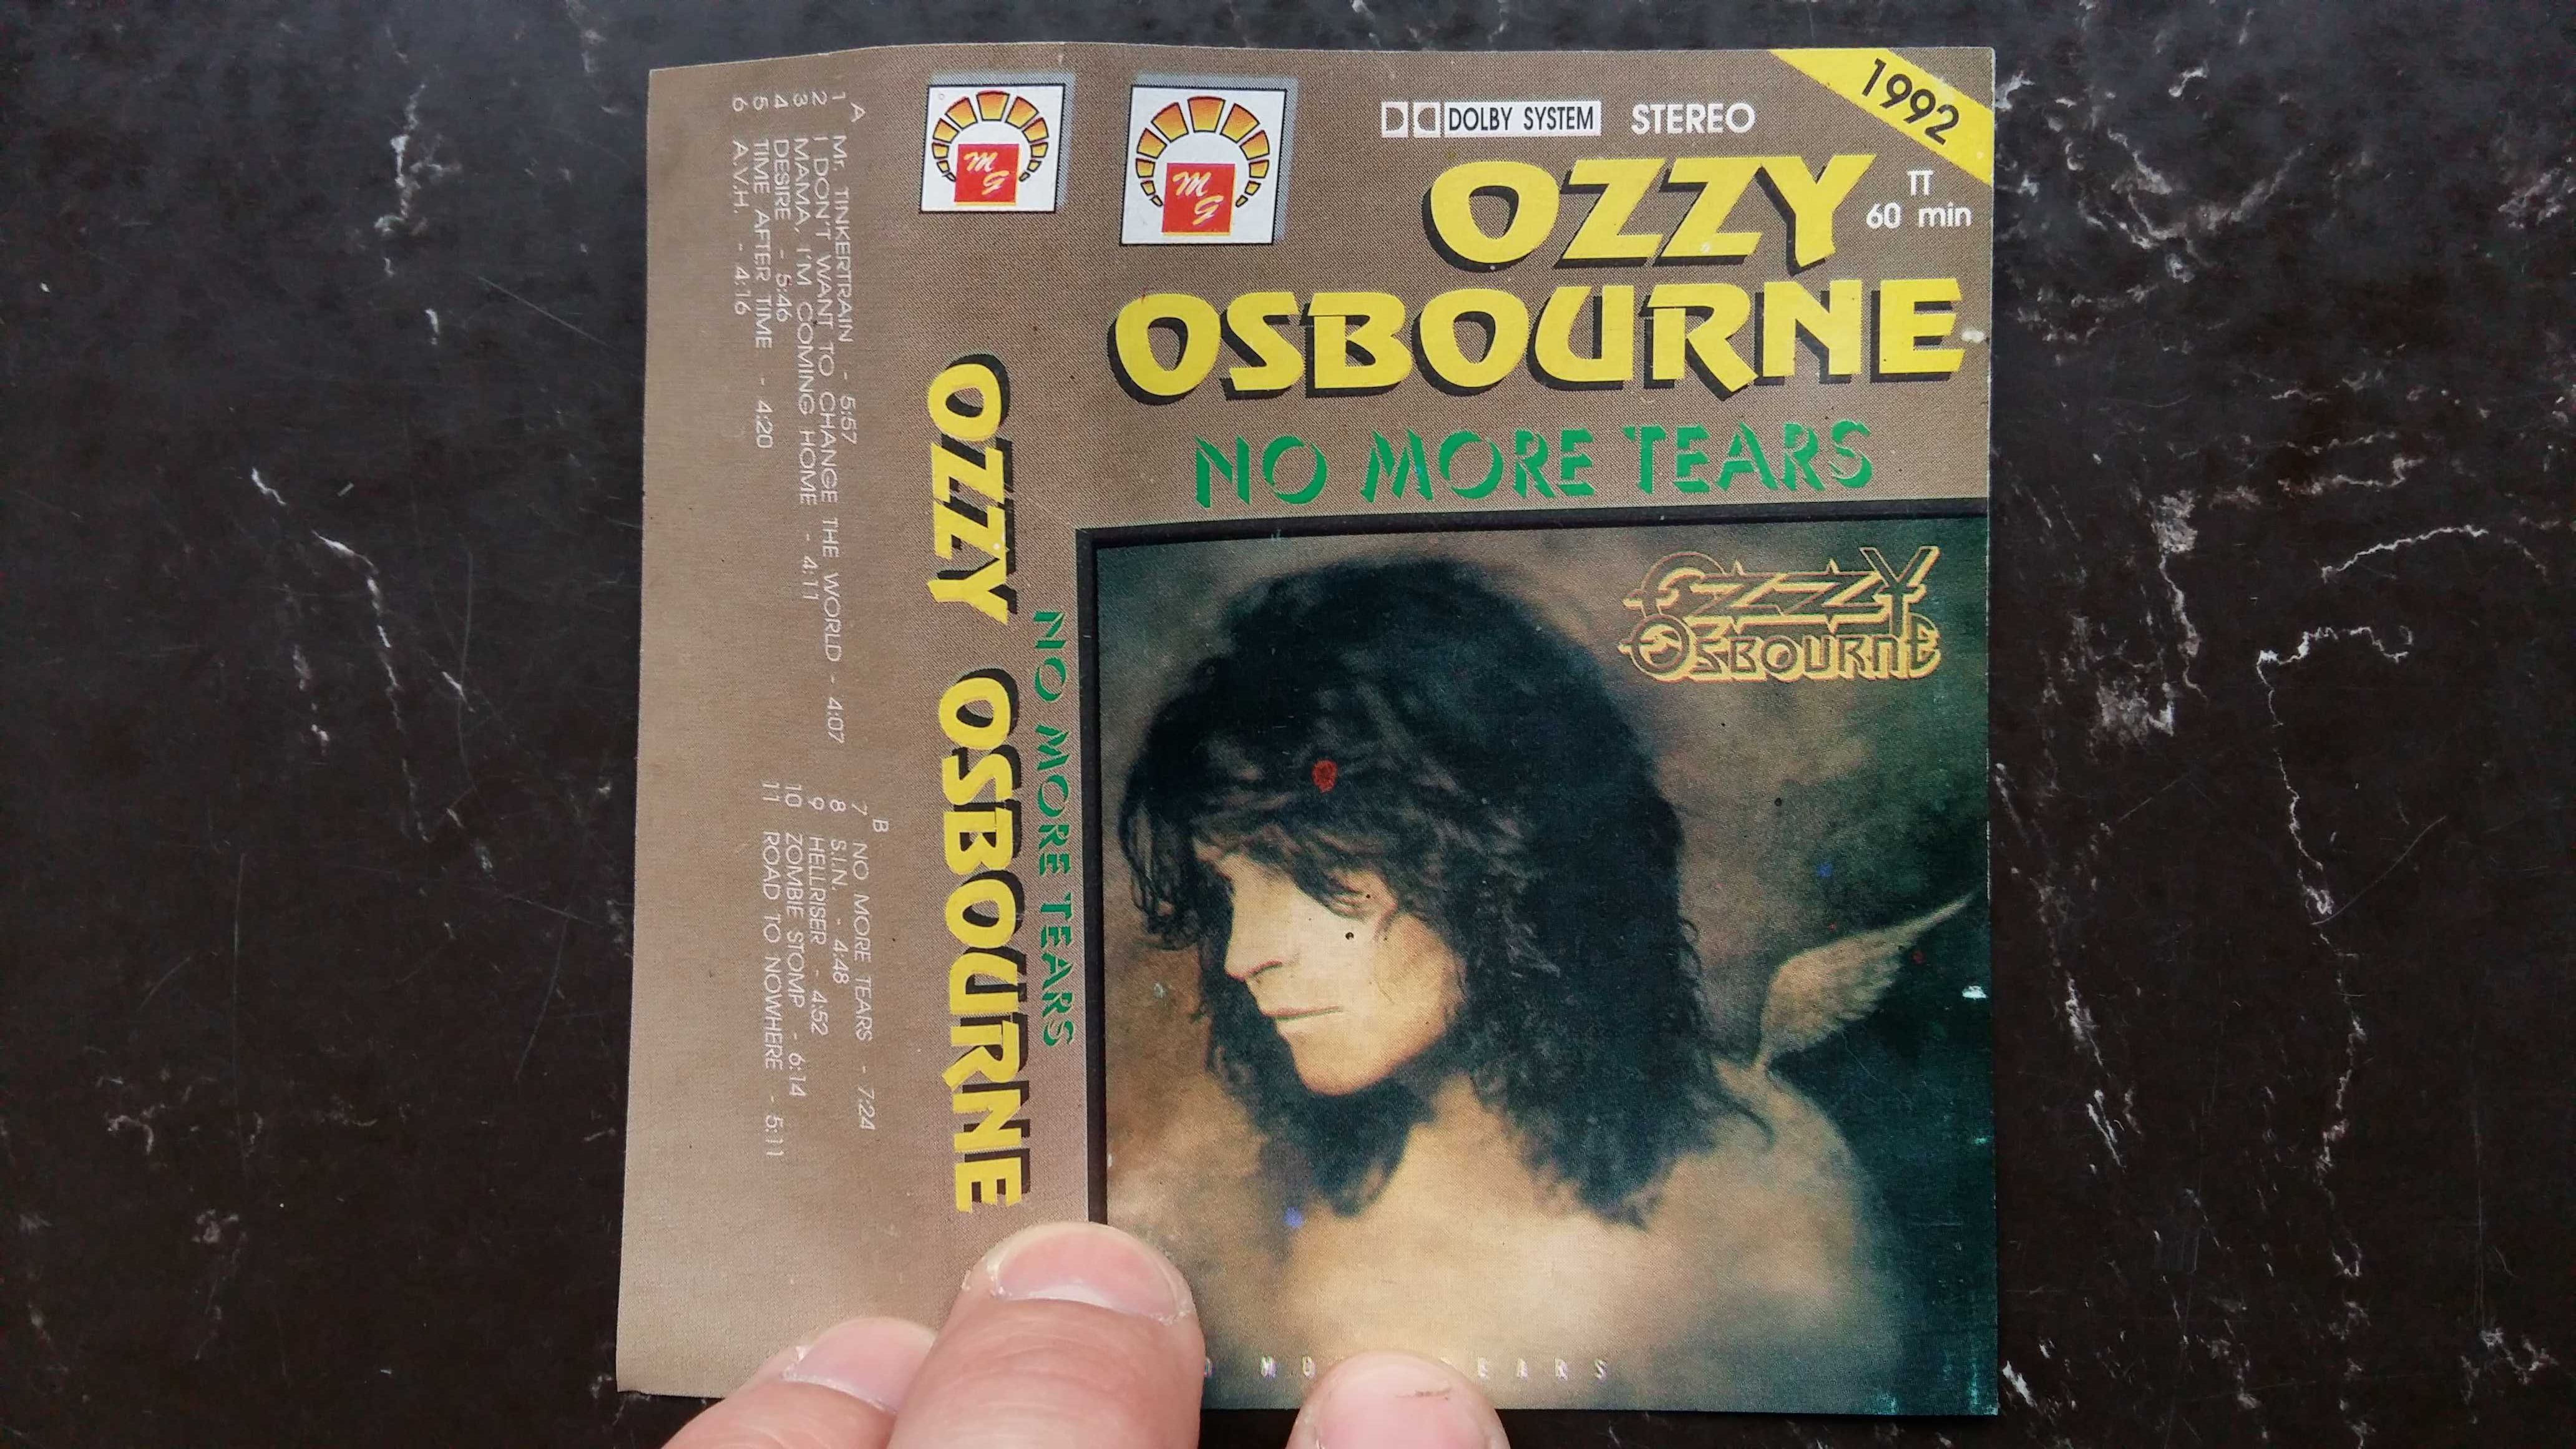 A
1 Mr. TINKERTRAIN - 5:57
2 I DON'T WANT TO CHANGE THE WORLD - 4:07
3 MAMA, I'M COMING HOME - 4:11
4 DESIRE - 5:46
5 TIME AFTER TIME - 4:20
6 A.V.H. - 4:16
B
7 NO MORE TEARS - 7:24
8 S.I.N. - 4:48
9 HELLRISER - 4:52
10 ZOMBIE STOMP - 6:14
11 ROAD TO NOWHERE - 5:11
MG
OZZY OSBOURNE
NO MORE TEARS
MG
DOLBY SYSTEM STEREO
1992
π
60 min
OZZY
OSBOURNE
NO MORE TEARS
OZZY
OSBOURNE